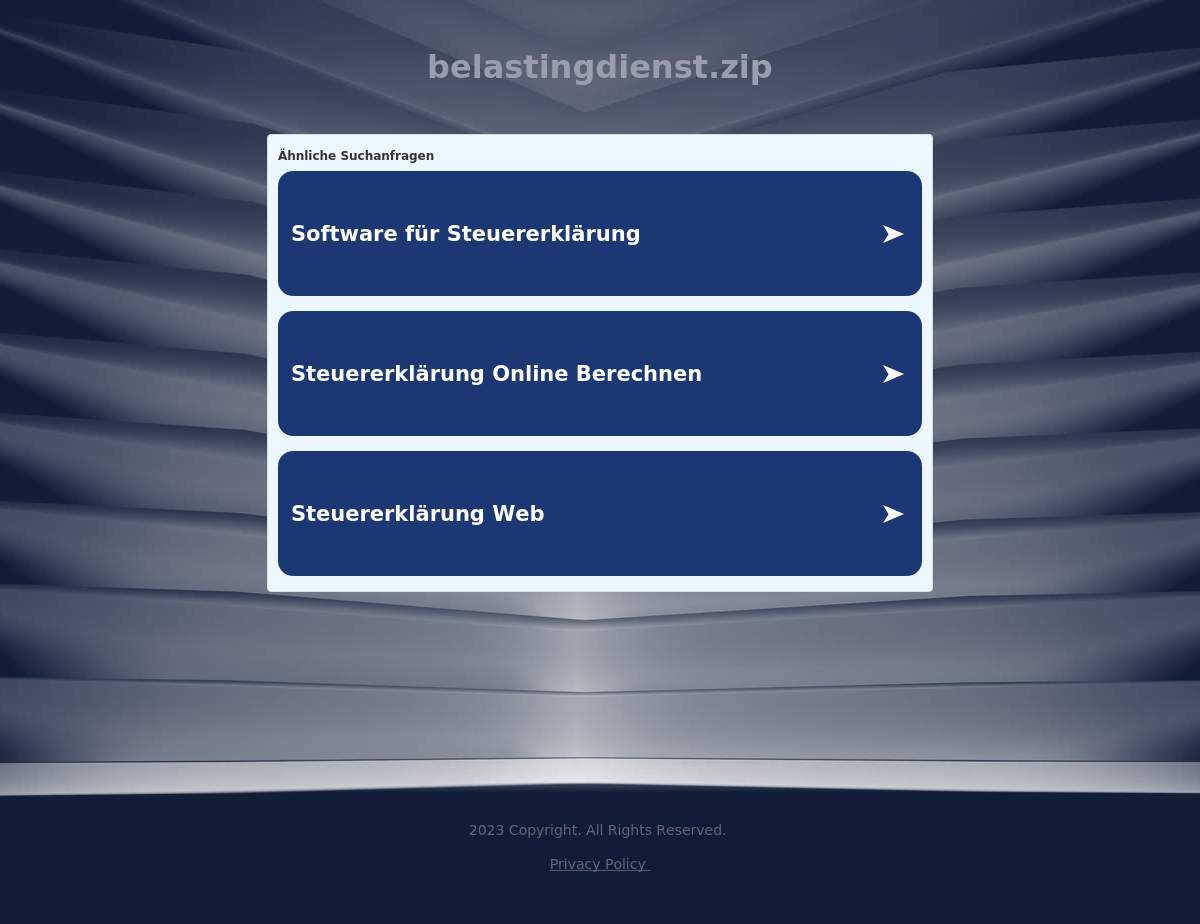 belastingdienst.zip
Ähnliche Suchanfragen
Software für Steuererklärung
Steuererklärung Online Berechnen
Steuererklärung Web
2023 Copyright. All Rights Reserved.
Privacy Policy